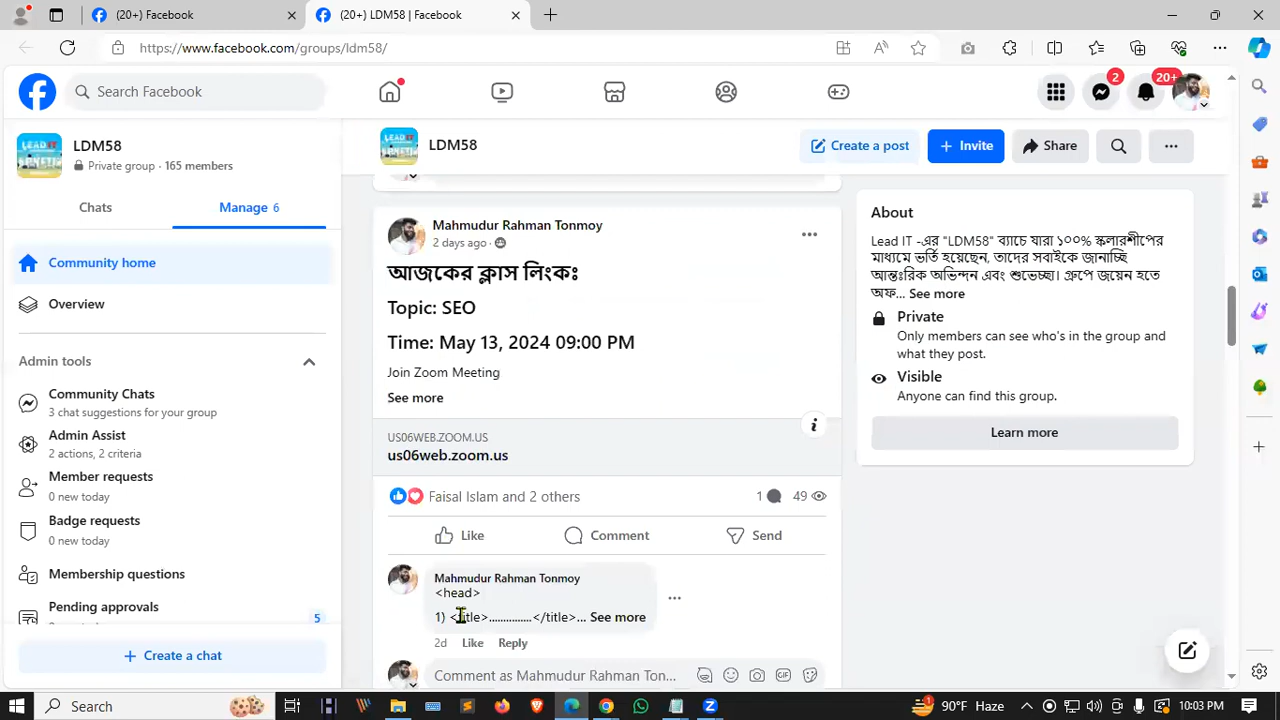 (20+) Facebook
(20+) LDM58 | Facebook
https://www.facebook.com/groups/ldm58/
Search Facebook
2
20+
LDM58
Private group · 165 members
Chats
Manage 6
Community home
Overview
Admin tools
Community Chats
3 chat suggestions for your group
Admin Assist
2 actions, 2 criteria
Member requests
0 new today
Badge requests
0 new today
Membership questions
Pending approvals
5
+ Create a chat
LDM58
Create a post
+ Invite
Share
Mahmudur Rahman Tonmoy
2 days ago
আজকের ক্লাস লিংকঃ
Topic: SEO
Time: May 13, 2024 09:00 PM
Join Zoom Meeting
See more
US06WEB.ZOOM.US
us06web.zoom.us
Faisal Islam and 2 others
1
49
Like
Comment
Send
Mahmudur Rahman Tonmoy
<head>
1) <title>..............</title>... See more
2d Like Reply
Comment as Mahmudur Rahman Ton...
GIF
About
Lead IT -এর "LDM58" ব্যাচে যারা ১০০% স্কলারশীপের
মাধ্যমে ভর্তি হয়েছেন, তাদের সবাইকে জানাচ্ছি
আন্তঃরিক অভিন্দন এবং শুভেচ্ছা। গ্রুপে জয়েন হতে
অফ... See more
Private
Only members can see who's in the group and
what they post.
Visible
Anyone can find this group.
Learn more
Search
90°F Haze
10:03 PM